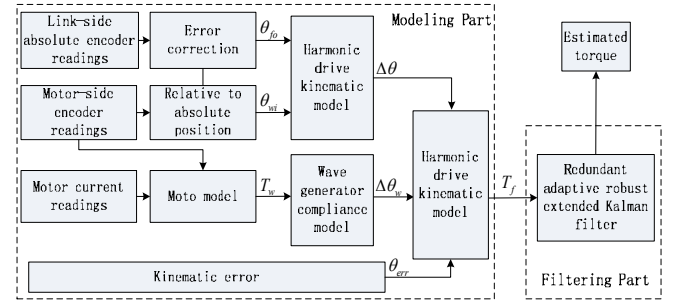 Link-side
absolute encoder
readings
Error
correction
θfo
Harmonic
drive
kinematic
model
Δθ
Modeling Part
Estimated
torque
Motor-side
encoder
readings
Relative to
absolute
position
θwi
Harmonic
drive
kinematic
model
Motor current
readings
Moto model
Tw
Wave
generator
compliance
model
Δθw
Tf
Redundant
adaptive robust
extended Kalman
filter
Kinematic error
θerr
Filtering Part